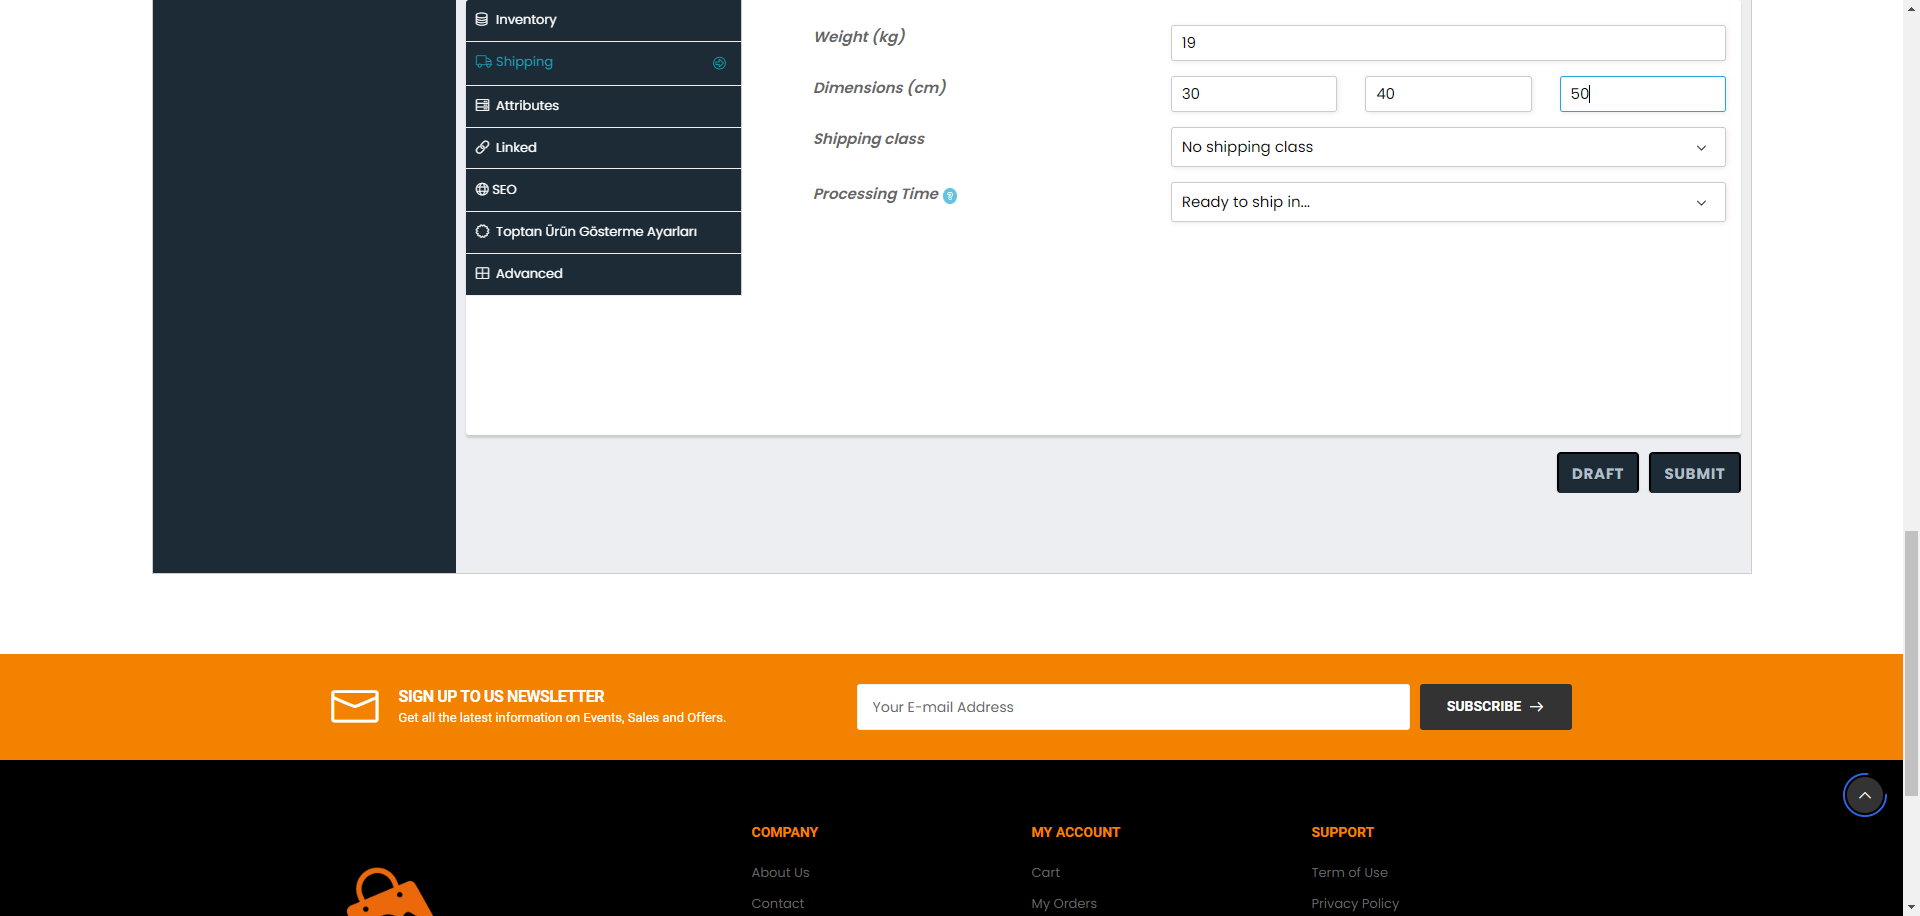 Inventory
Shipping
Attributes
Linked
SEO
Toptan Ürün Gösterme Ayarları
Advanced
Weight (kg)
19
Dimensions (cm)
30
40
50
Shipping class
No shipping class
Processing Time
Ready to ship in...
DRAFT
SUBMIT
SIGN UP TO US NEWSLETTER
Get all the latest information on Events, Sales and Offers.
Your E-mail Address
SUBSCRIBE
COMPANY
About Us
Contact
MY ACCOUNT
Cart
My Orders
SUPPORT
Term of Use
Privacy Policy